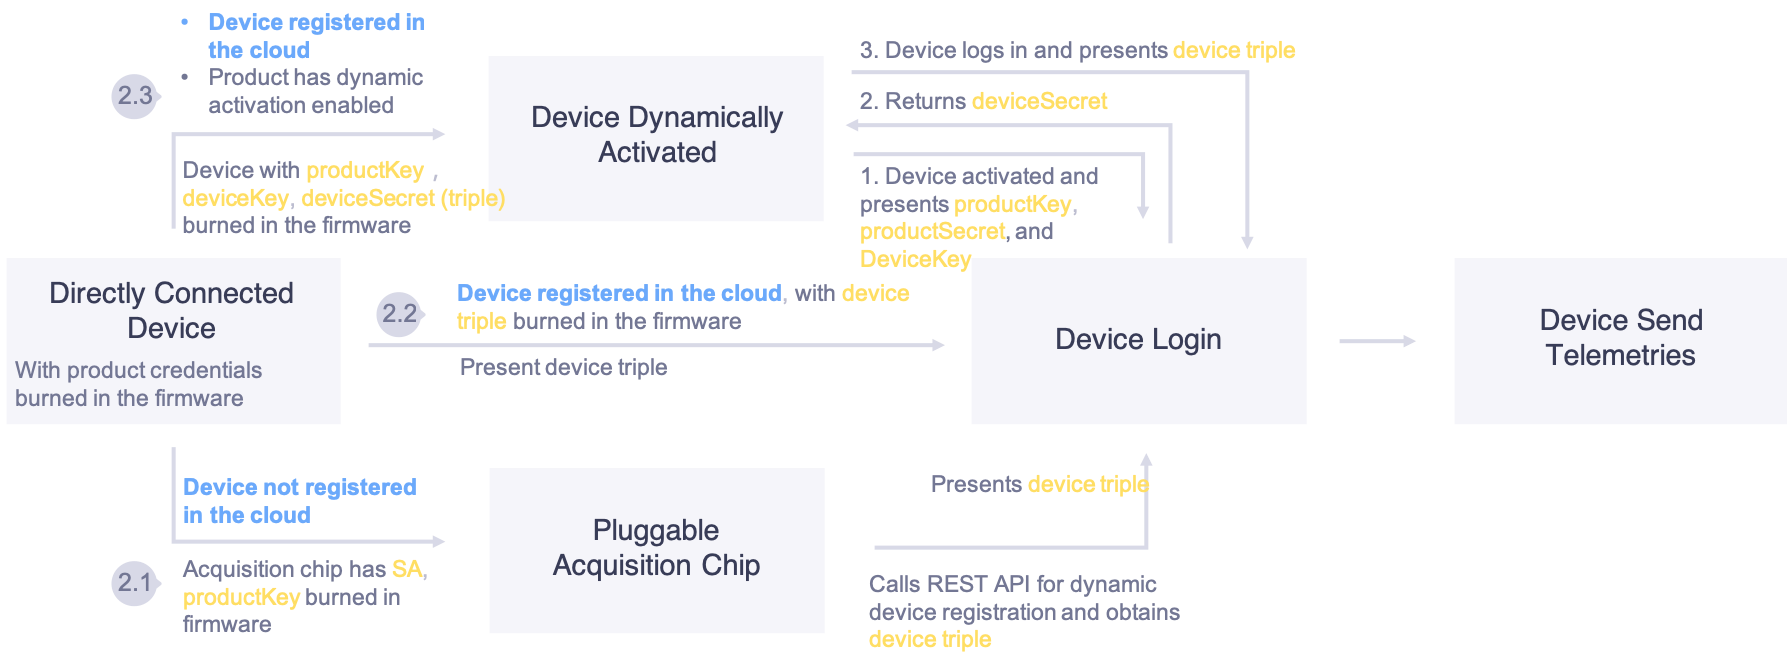 • Device registered in
the cloud
• Product has dynamic
activation enabled
2.3
Device with productKey ,
deviceKey, deviceSecret (triple)
burned in the firmware
Device Dynamically
Activated
3. Device logs in and presents device triple
2. Returns deviceSecret
1. Device activated and
presents productKey,
productSecret, and
DeviceKey
Directly Connected
Device
With product credentials
burned in the firmware
2.2
Device registered in the cloud, with device
triple burned in the firmware
Present device triple
Device Login
Device Send
Telemetries
Device not registered
in the cloud
2.1
Acquisition chip has SA,
productKey burned in
firmware
Pluggable
Acquisition Chip
Presents device triple
Calls REST API for dynamic
device registration and obtains
device triple